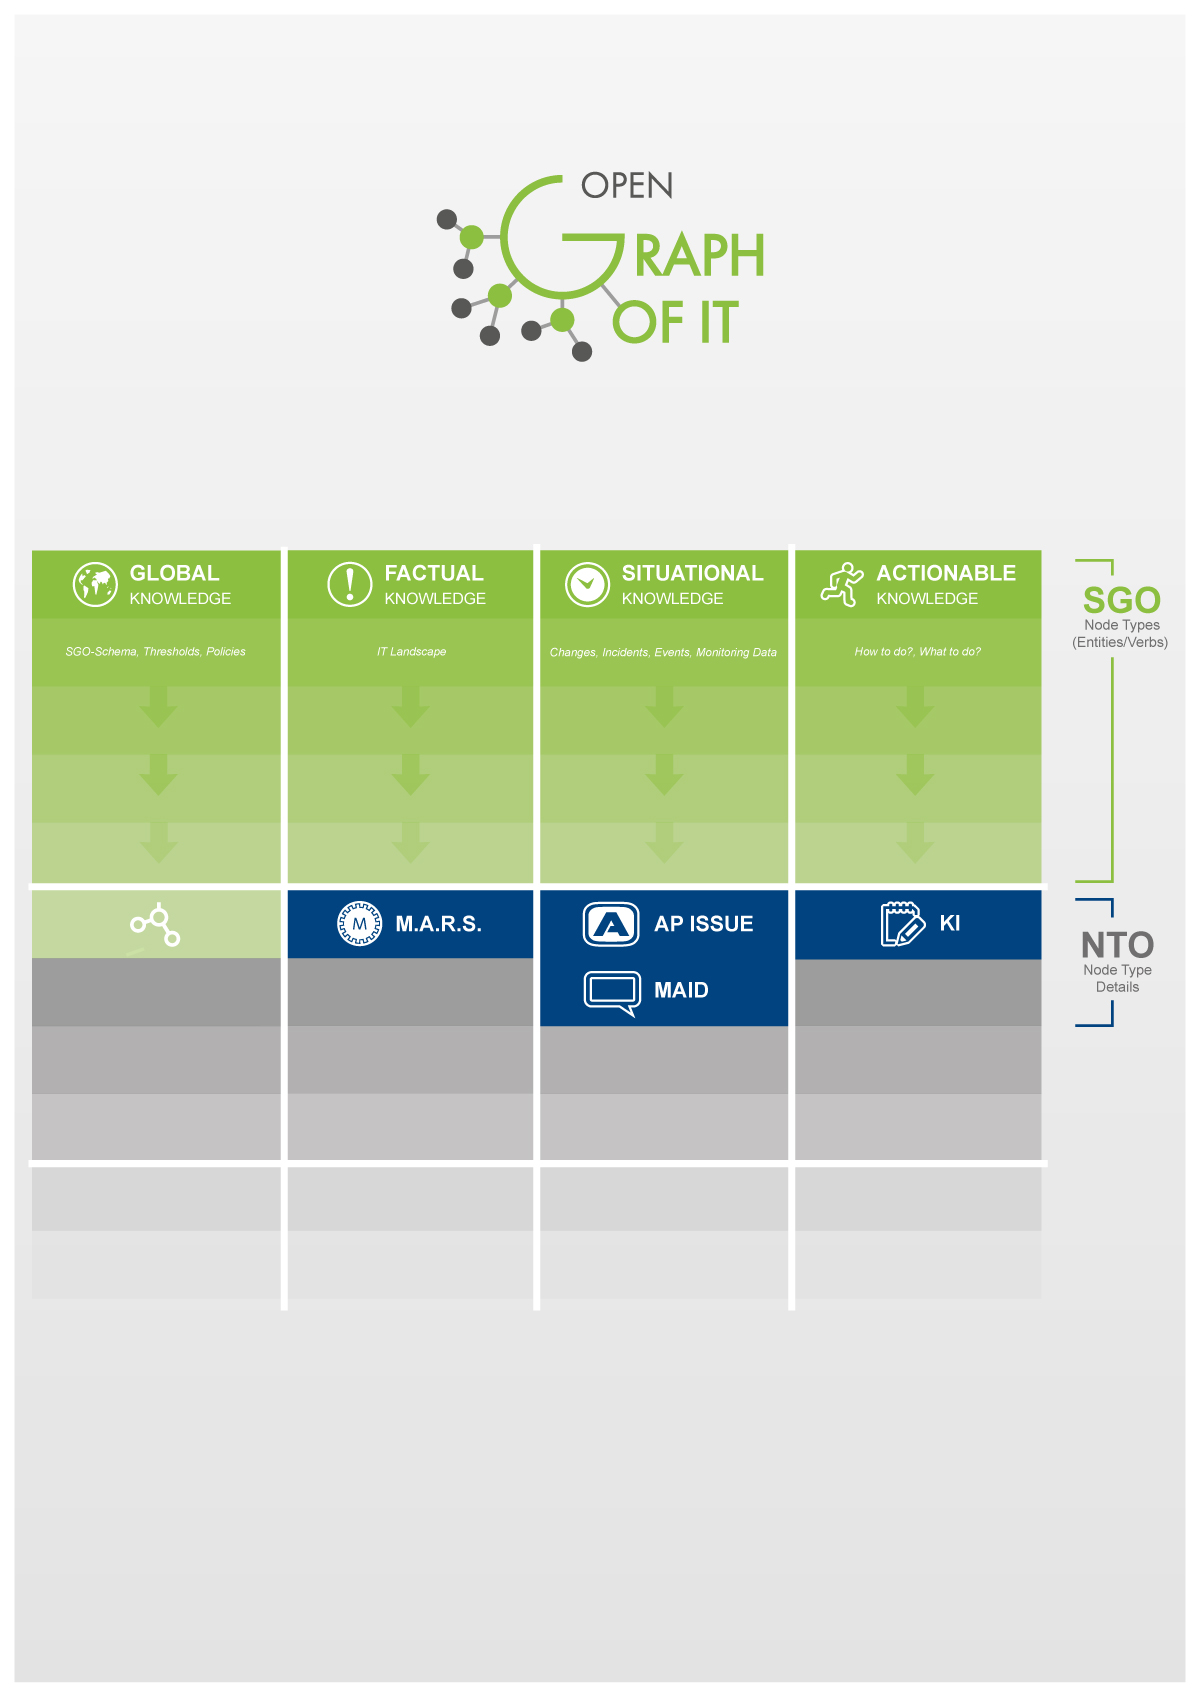 OPEN
GRAPH
OF IT
GLOBAL
KNOWLEDGE
SGO-Schema, Thresholds, Policies
FACTUAL
KNOWLEDGE
IT Landscape
SITUATIONAL
KNOWLEDGE
Changes, Incidents, Events, Monitoring Data
ACTIONABLE
KNOWLEDGE
How to do?, What to do?
SGO
Node Types
(Entities/Verbs)
M
M.A.R.S.
A
AP ISSUE
MAID
KI
NTO
Node Type
Details